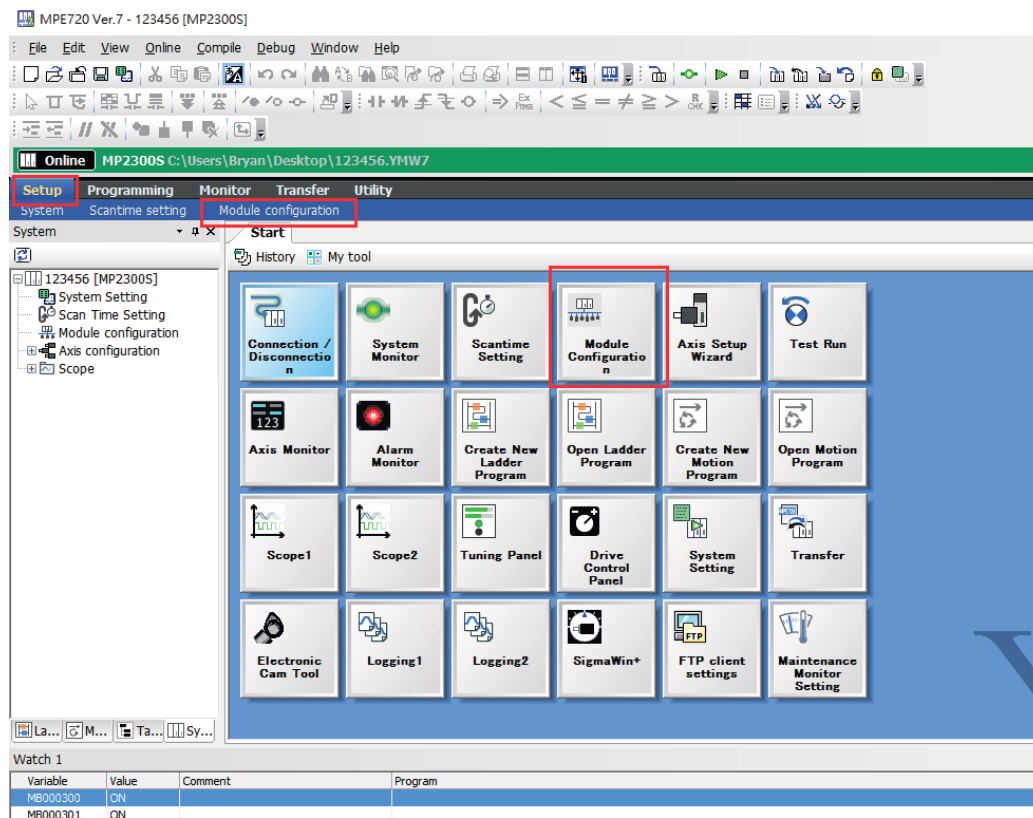 MPE720 Ver.7 - 123456 [MP2300S]
File Edit View Online Compile Debug Window Help
Online MP2300S C:\Users\Bryan\Desktop\123456.YMW7
Setup Programming Monitor Transfer Utility
System Scantime setting Module configuration
System
Start
History My tool
123456 [MP2300S]
System Setting
Scan Time Setting
Module configuration
Axis configuration
Scope
Connection /
Disconnectio
n
System
Monitor
Scantime
Setting
Module
Configuratio
n
Axis Setup
Wizard
Test Run
123
Axis Monitor
Alarm
Monitor
Create New
Ladder
Program
Open Ladder
Program
Create New
Motion
Program
Open Motion
Program
Scope1
Scope2
Tuning Panel
Drive
Control
Panel
System
Setting
Transfer
Electronic
Cam Tool
Logging1
Logging2
SigmaWin+
FTP
FTP client
settings
Maintenance
Monitor
Setting
La... M... Ta... Sy...
Watch 1
Variable Value Comment Program
MB000300 ON
MB000301 ON